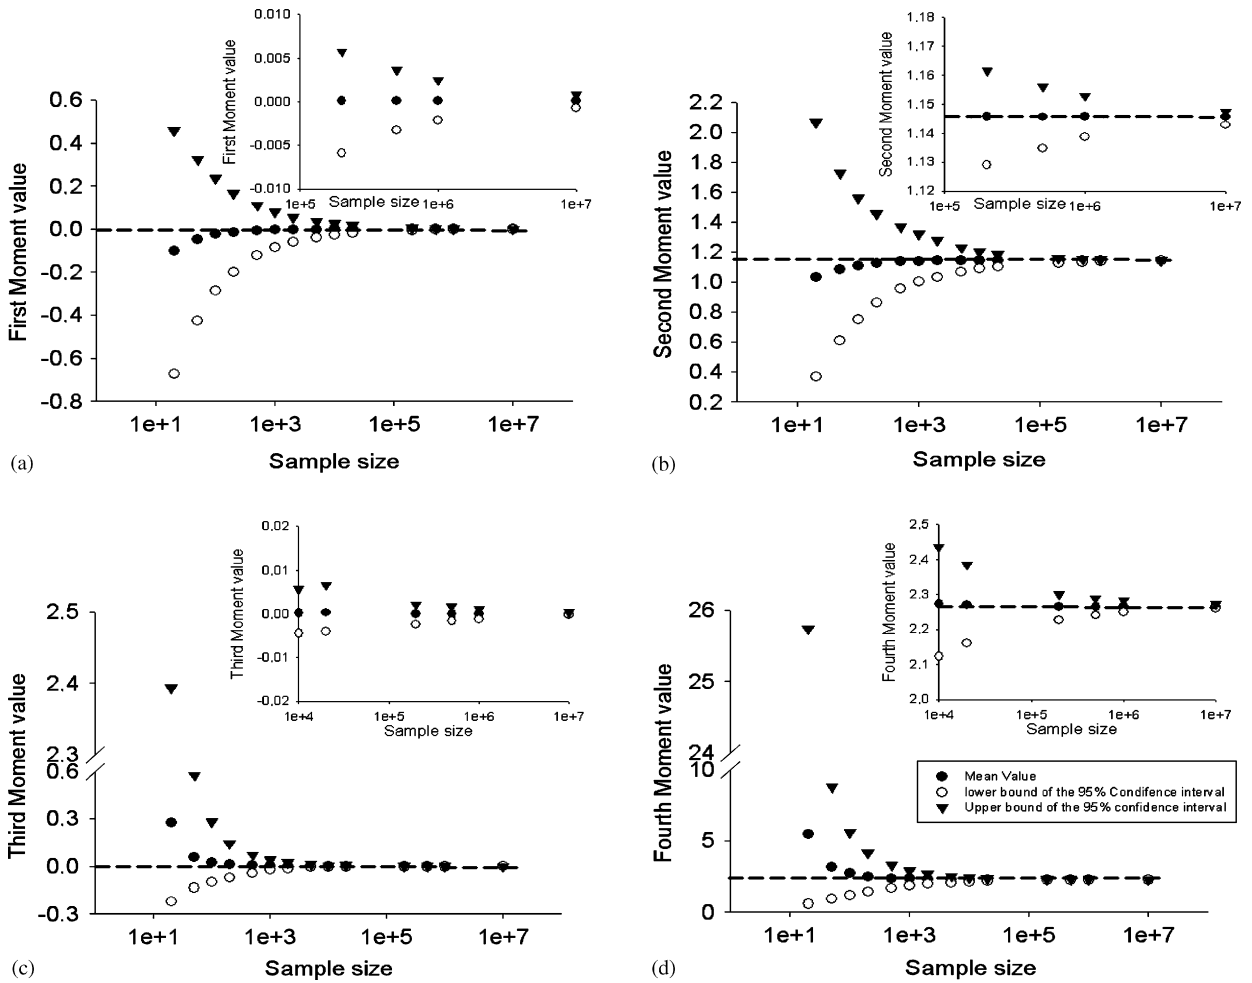 First Moment value
0.6
0.4
0.2
0.0
-0.2
-0.4
-0.6
-0.8
1e+1
1e+3
1e+5
1e+7
Sample size
(a)
First Moment value
0.010
0.005
0.000
-0.005
-0.010
1e+5
Sample size
1e+6
1e+7
Second Moment value
2.2
2.0
1.8
1.6
1.4
1.2
1.0
0.8
0.6
0.4
0.2
1e+1
1e+3
1e+5
1e+7
Sample size
(b)
Second Moment value
1.18
1.17
1.16
1.15
1.14
1.13
1.12
1e+5
Sample size
1e+6
1e+7
Third Moment value
2.5
2.4
2.3
0.6
0.3
0.0
-0.3
1e+1
1e+3
1e+5
1e+7
Sample size
(c)
Third Moment value
0.02
0.01
0.00
-0.01
-0.02
1e+4
1e+5
1e+6
1e+7
Sample size
Fourth Moment value
26
25
24
10
5
0
1e+1
1e+3
1e+5
1e+7
Sample size
(d)
Fourth Moment value
2.5
2.4
2.3
2.2
2.1
2.0
1e+4
1e+5
1e+6
1e+7
Sample size
Mean Value
lower bound of the 95% Condifence interval
Upper bound of the 95% confidence interval